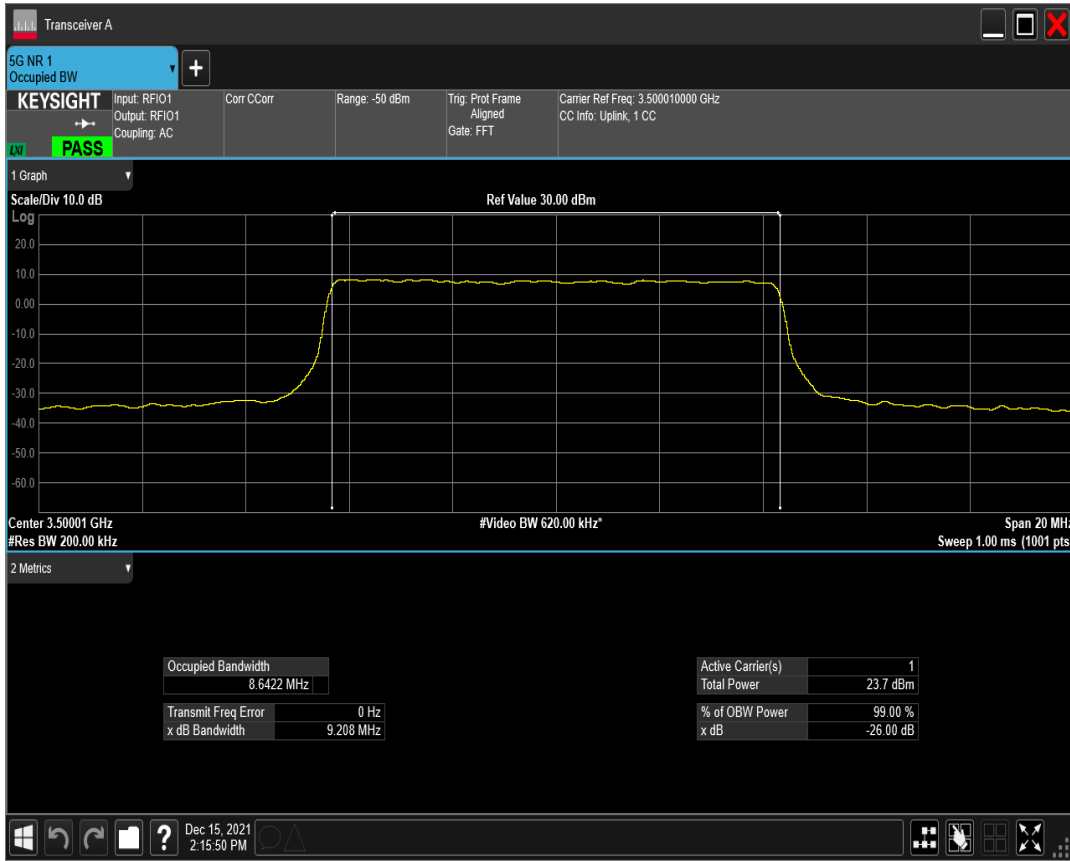 Transceiver A
5G NR 1
Occupied BW
KEYSIGHT
LXI
PASS
Input: RFIO1
Output: RFIO1
Coupling: AC
Corr CCorr
Range: -50 dBm
Trig: Prot Frame
Aligned
Gate: FFT
Carrier Ref Freq: 3.500010000 GHz
CC Info: Uplink, 1 CC
1 Graph
Scale/Div 10.0 dB
Ref Value 30.00 dBm
Log
20.0
10.0
0.00
-10.0
-20.0
-30.0
-40.0
-50.0
-60.0
Center 3.50001 GHz
#Video BW 620.00 kHz*
Span 20 MHz
#Res BW 200.00 kHz
Sweep 1.00 ms (1001 pts
2 Metrics
Occupied Bandwidth
8.6422 MHz
Transmit Freq Error 0 Hz
x dB Bandwidth 9.208 MHz
Active Carrier(s) 1
Total Power 23.7 dBm
% of OBW Power 99.00 %
x dB -26.00 dB
?
Dec 15, 2021
2:15:50 PM